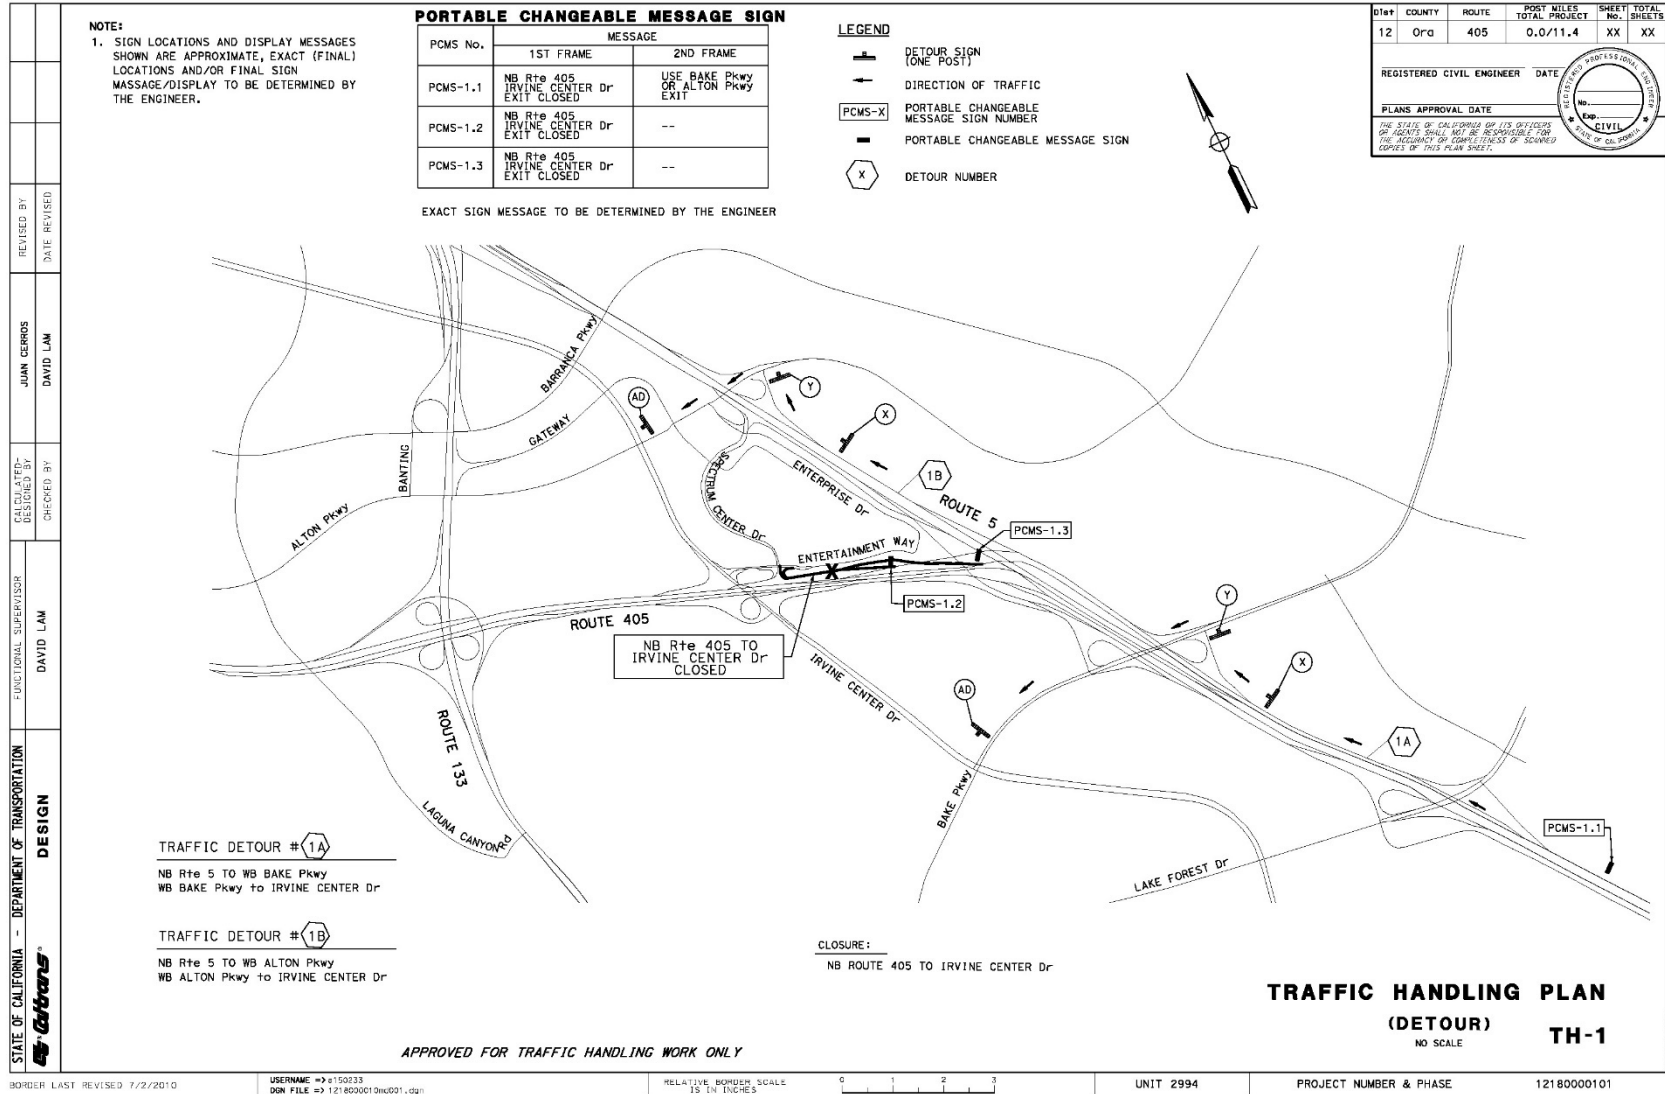 NOTE:
1. SIGN LOCATIONS AND DISPLAY MESSAGES
SHOWN ARE APPROXIMATE, EXACT (FINAL)
LOCATIONS AND/OR FINAL SIGN
MASSAGE/DISPLAY TO BE DETERMINED BY
THE ENGINEER.
PORTABLE CHANGEABLE MESSAGE SIGN
PCMS No.
MESSAGE
1ST FRAME
2ND FRAME
PCMS-1.1
NB Rte 405
IRVINE CENTER Dr
EXIT CLOSED
USE BAKE Pkwy
OR ALTON Pkwy
EXIT
PCMS-1.2
NB Rte 405
IRVINE CENTER Dr
EXIT CLOSED
--
PCMS-1.3
NB Rte 405
IRVINE CENTER Dr
EXIT CLOSED
--
EXACT SIGN MESSAGE TO BE DETERMINED BY THE ENGINEER
LEGEND
DETOUR SIGN
(ONE POST)
DIRECTION OF TRAFFIC
PCMS-X
PORTABLE CHANGEABLE
MESSAGE SIGN NUMBER
PORTABLE CHANGEABLE MESSAGE SIGN
X
DETOUR NUMBER
Dist
COUNTY
ROUTE
POST MILES
TOTAL PROJECT
SHEET
No.
TOTAL
SHEETS
12
Ora
405
0.0/11.4
XX
XX
REGISTERED CIVIL ENGINEER DATE
PLANS APPROVAL DATE
THE STATE OF CALIFORNIA OR ITS OFFICERS
OR AGENTS SHALL NOT BE RESPONSIBLE FOR
THE ACCURACY OR COMPLETENESS OF SCANNED
COPIES OF THIS PLAN SHEET.
REGISTERED PROFESSIONAL ENGINEER
No.
Exp.
CIVIL
STATE OF CALIFORNIA
REVISED BY
DATE REVISED
JUAN CERROS
DAVID LAM
CALCULATED-
DESIGNED BY
CHECKED BY
FUNCTIONAL SUPERVISOR
DAVID LAM
STATE OF CALIFORNIA - DEPARTMENT OF TRANSPORTATION
DESIGN
Caltrans
BARRANCA Pkwy
AD
Y
X
GATEWAY
BANTING
SPECTRUM CENTER Dr
ENTERPRISE Dr
1B
ROUTE 5
ALTON Pkwy
PCMS-1.3
ENTERTAINMENT WAY
X
PCMS-1.2
Y
ROUTE 405
NB Rte 405 TO
IRVINE CENTER Dr
CLOSED
IRVINE CENTER Dr
X
AD
ROUTE 133
1A
BAKE Pkwy
LAGUNA CANYON Rd
PCMS-1.1
LAKE FOREST Dr
TRAFFIC DETOUR # 1A
NB Rte 5 TO WB BAKE Pkwy
WB BAKE Pkwy to IRVINE CENTER Dr
TRAFFIC DETOUR # 1B
NB Rte 5 TO WB ALTON Pkwy
WB ALTON Pkwy to IRVINE CENTER Dr
CLOSURE:
NB ROUTE 405 TO IRVINE CENTER Dr
TRAFFIC HANDLING PLAN
(DETOUR)
NO SCALE
TH-1
APPROVED FOR TRAFFIC HANDLING WORK ONLY
BORDER LAST REVISED 7/2/2010
USERNAME => s150233
DGN FILE => 1218000010md001.dgn
RELATIVE BORDER SCALE
IS IN INCHES
0 1 2 3
UNIT 2994
PROJECT NUMBER & PHASE
12180000101